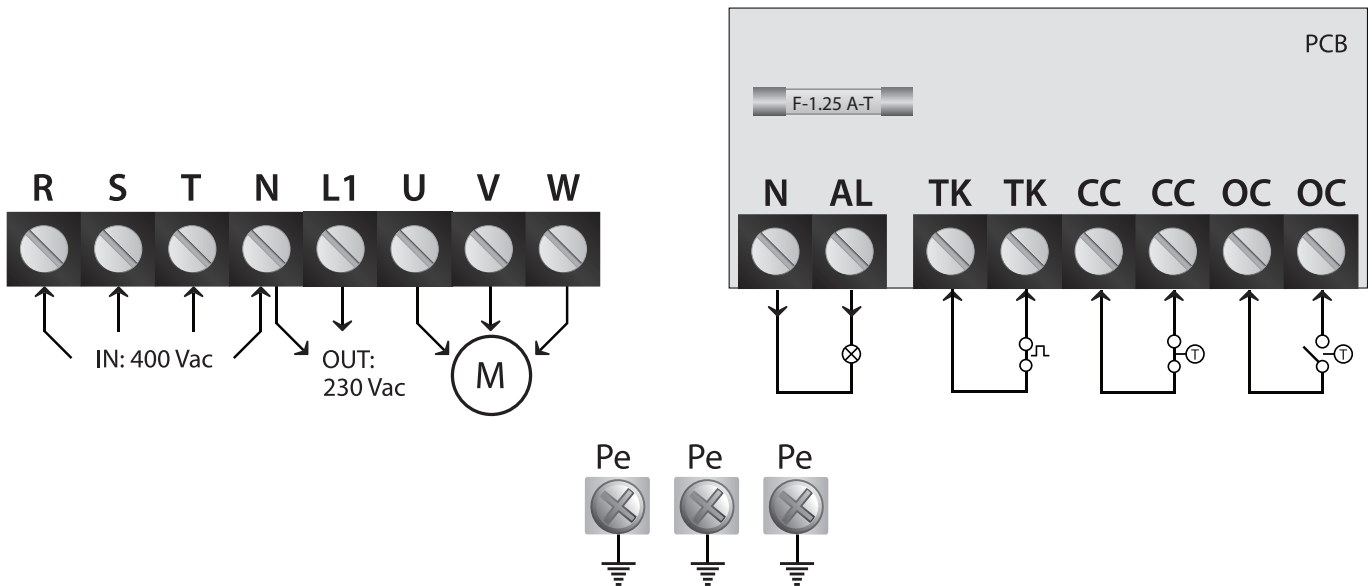 PCB
F-1.25 A-T
R S T N L1 U V W
N AL TK TK CC CC OC OC
IN: 400 Vac
OUT:
230 Vac
M
T
T
Pe Pe Pe